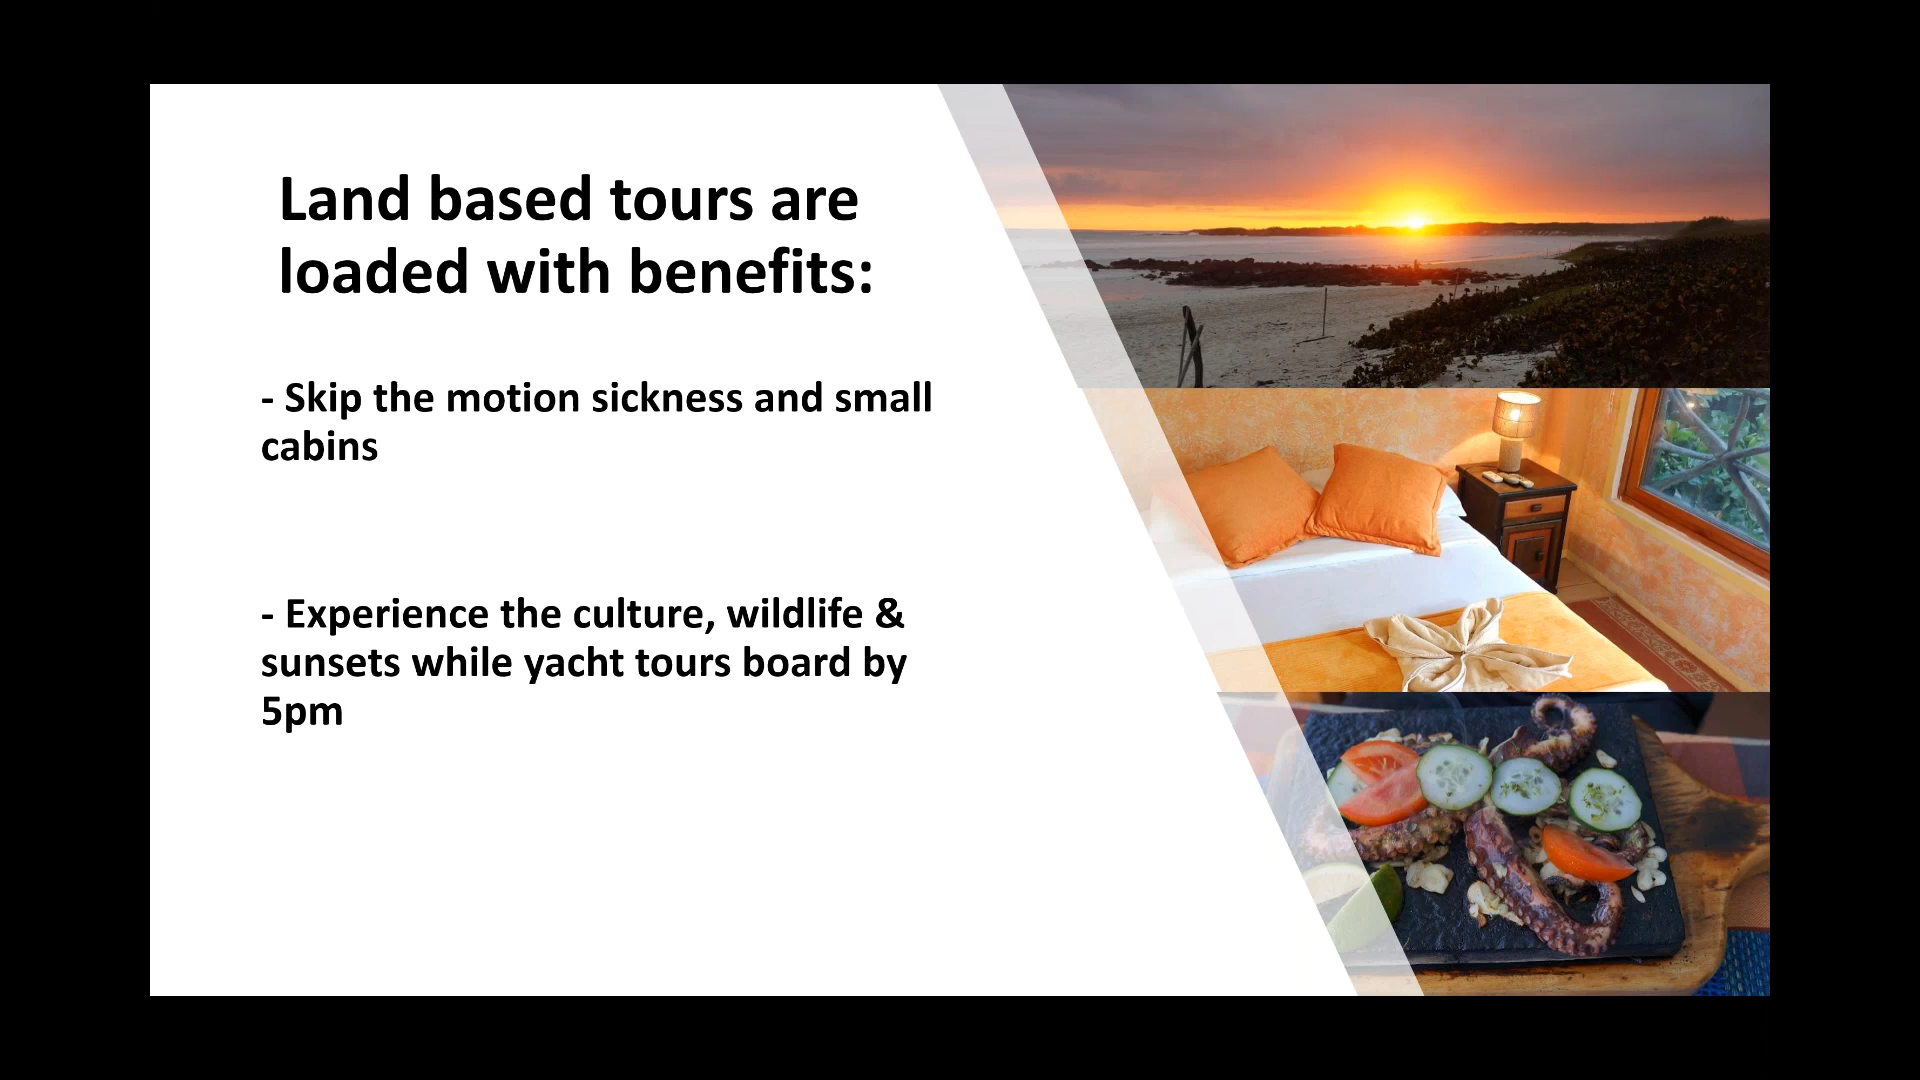 Land based tours are
loaded with benefits:
- Skip the motion sickness and small
cabins
- Experience the culture, wildlife &
sunsets while yacht tours board by
5pm